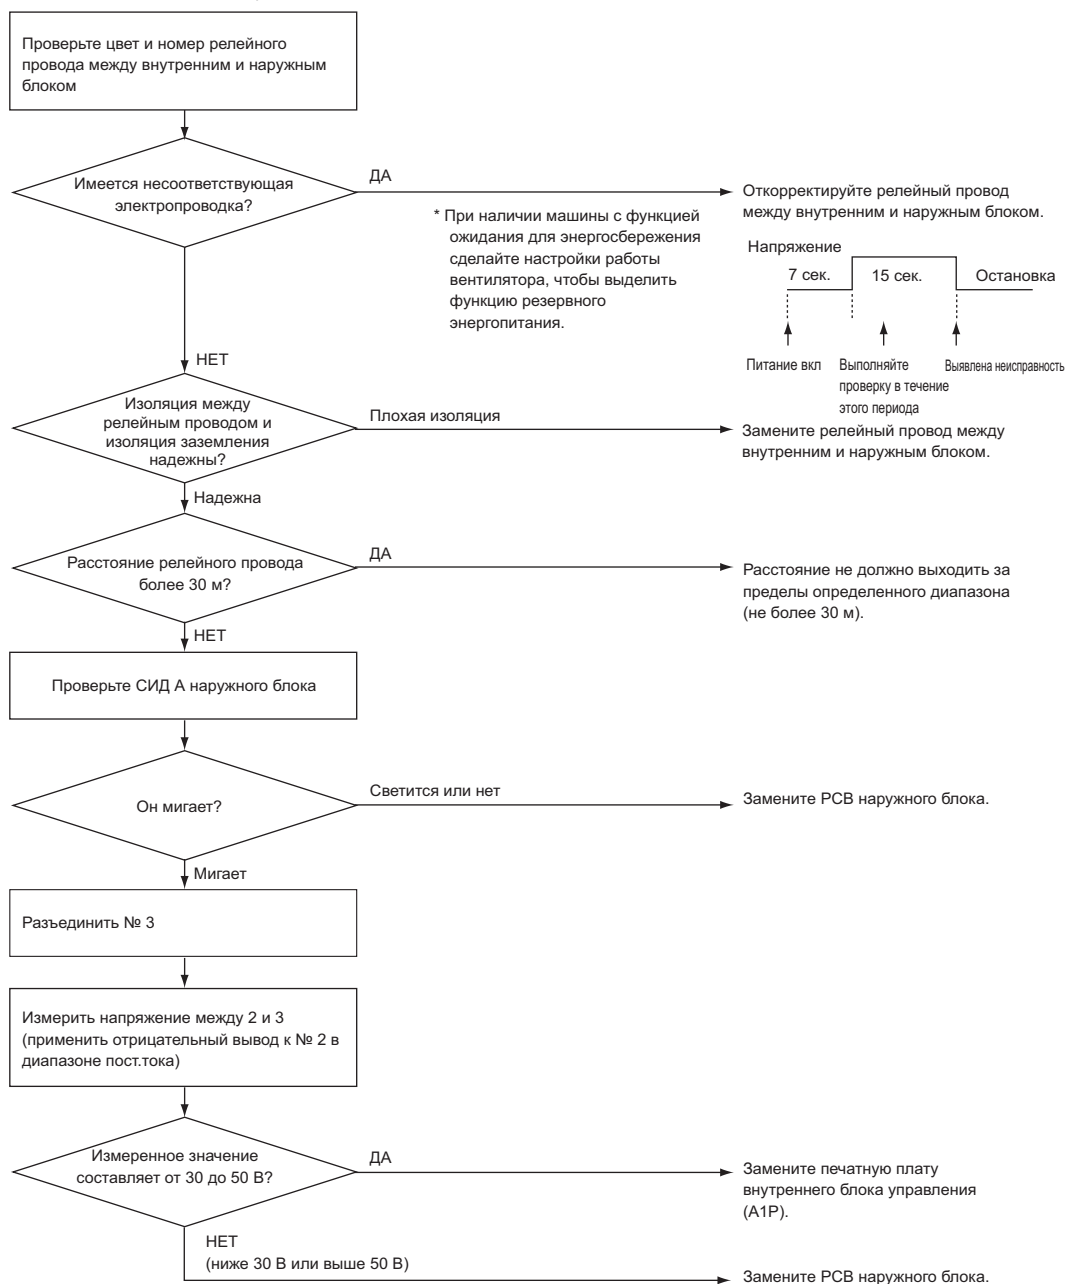 Проверьте цвет и номер релейного
провода между внутренним и наружным
блоком
Имеется несоответствующая
электропроводка?
ДА
Откорректируйте релейный провод
между внутренним и наружным блоком.
* При наличии машины с функцией
ожидания для энергосбережения
сделайте настройки работы
вентилятора, чтобы выделить
функцию резервного
энергопитания.
Напряжение
7 сек.
15 сек.
Остановка
Питание вкл
Выполняйте
проверку в течение
этого периода
Выявлена неисправность
НЕТ
Изоляция между
релейным проводом и
изоляция заземления
надежны?
Плохая изоляция
Замените релейный провод между
внутренним и наружным блоком.
Надежна
Расстояние релейного провода
более 30 м?
ДА
Расстояние не должно выходить за
пределы определенного диапазона
(не более 30 м).
НЕТ
Проверьте СИД А наружного блока
Он мигает?
Светится или нет
Замените PCB наружного блока.
Мигает
Разъединить № 3
Измерить напряжение между 2 и 3
(применить отрицательный вывод к № 2 в
диапазоне пост.тока)
Измеренное значение
составляет от 30 до 50 В?
ДА
Замените печатную плату
внутреннего блока управления
(A1P).
НЕТ
(ниже 30 В или выше 50 В)
Замените PCB наружного блока.